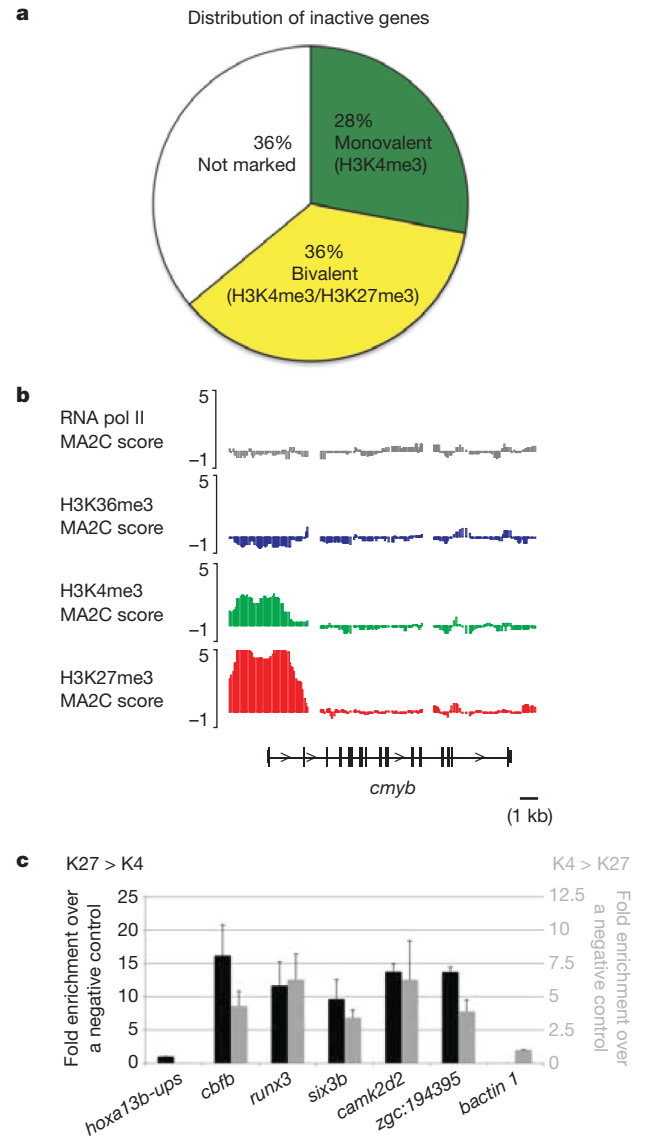 a
Distribution of inactive genes
36%
Not marked
28%
Monovalent
(H3K4me3)
36%
Bivalent
(H3K4me3/H3K27me3)
b
RNA pol II
MA2C score
5
−1
H3K36me3
MA2C score
5
−1
H3K4me3
MA2C score
5
−1
H3K27me3
MA2C score
5
−1
cmyb
(1 kb)
c
K27 > K4
K4 > K27
Fold enrichment over
a negative control
25
20
15
10
5
0
12.5
10
7.5
5
2.5
0
Fold enrichment over
a negative control
hoxa13b-ups
cbfb
runx3
six3b
camk2d2
zgc:194395
bactin 1